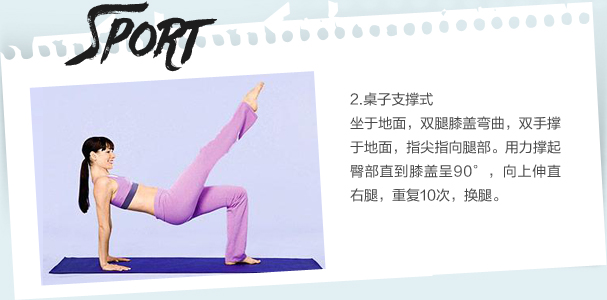 SPORT
2.桌子支撑式
坐于地面，双腿膝盖弯曲，双手撑
于地面，指尖指向腿部。用力撑起
臀部直到膝盖呈90°，向上伸直
右腿，重复10次，换腿。